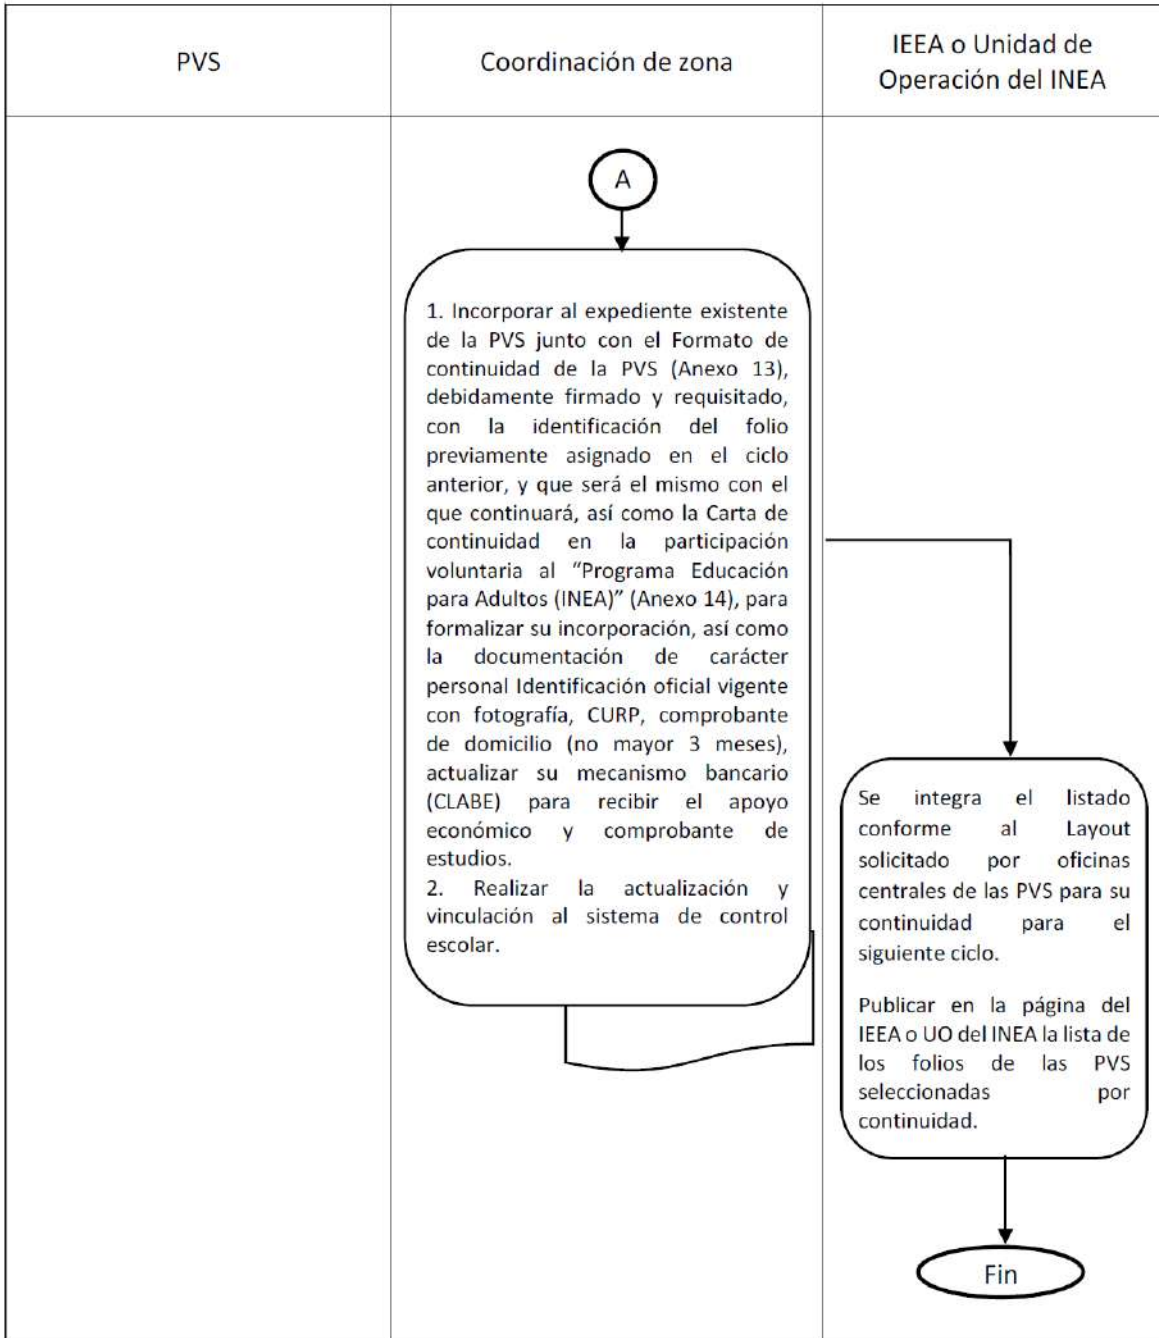 PVS
Coordinación de zona
IEEA o Unidad de
Operación del INEA
A
1. Incorporar al expediente existente
de la PVS junto con el Formato de
continuidad de la PVS (Anexo 13),
debidamente firmado y requisitado,
con la identificación del folio
previamente asignado en el ciclo
anterior, y que será el mismo con el
que continuará, así como la Carta de
continuidad en la participación
voluntaria al “Programa Educación
para Adultos (INEA)” (Anexo 14), para
formalizar su incorporación, así como
la documentación de carácter
personal Identificación oficial vigente
con fotografía, CURP, comprobante
de domicilio (no mayor 3 meses),
actualizar su mecanismo bancario
(CLABE) para recibir el apoyo
económico y comprobante de
estudios.
2. Realizar la actualización y
vinculación al sistema de control
escolar.
Se integra el listado
conforme al Layout
solicitado por oficinas
centrales de las PVS para su
continuidad para el
siguiente ciclo.
Publicar en la página del
IEEA o UO del INEA la lista de
los folios de las PVS
seleccionadas por
continuidad.
Fin